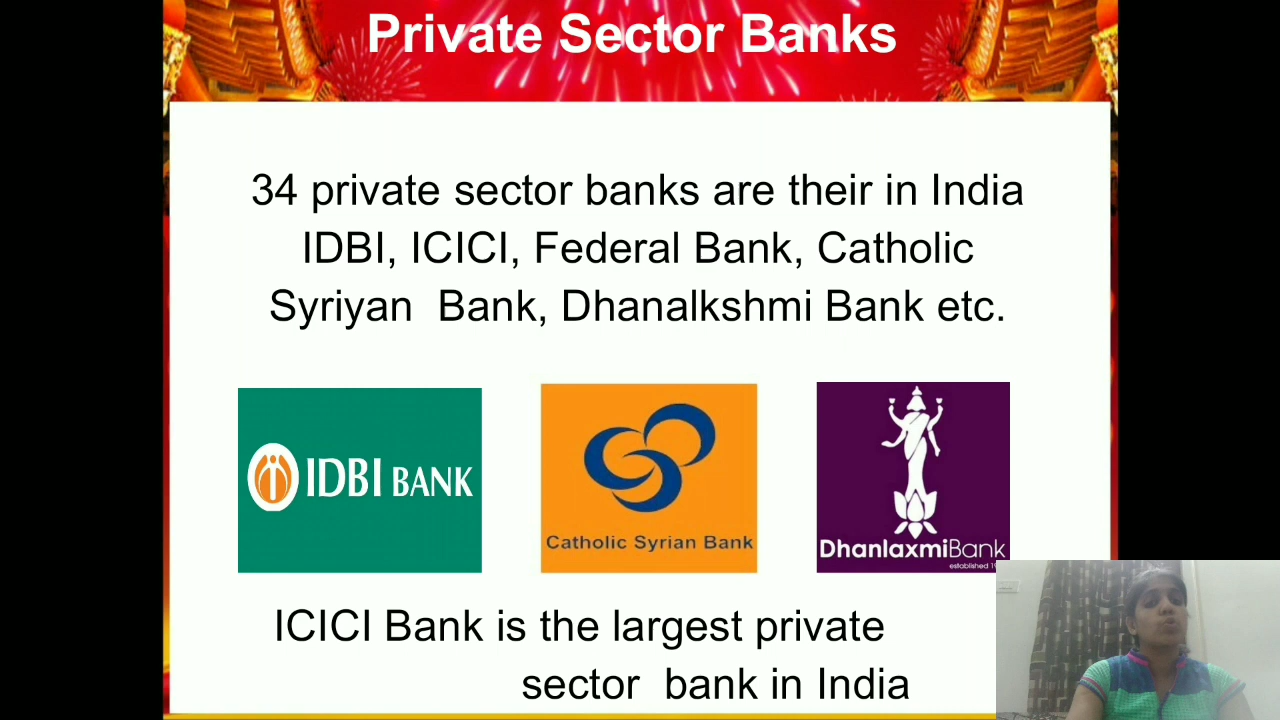 Private Sector Banks
34 private sector banks are their in India
IDBI, ICICI, Federal Bank, Catholic
Syriyan Bank, Dhanalkshmi Bank etc.
IDBI BANK
Catholic Syrian Bank
DhanlaxmiBank
established
ICICI Bank is the largest private
sector bank in India